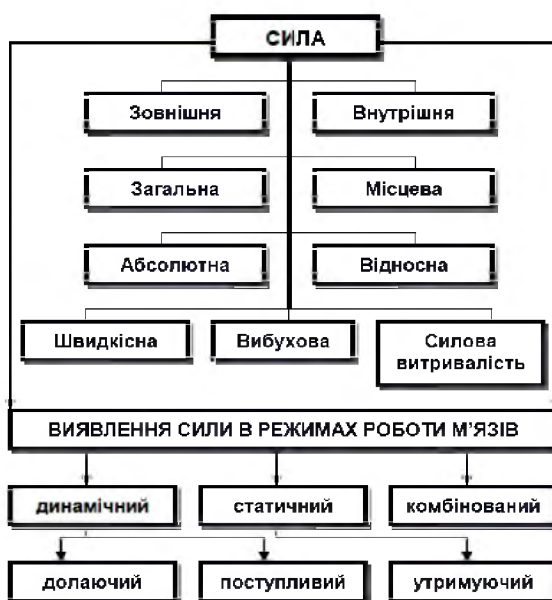 СИЛА
Зовнішня
Внутрішня
Загальна
Місцева
Абсолютна
Відносна
Швидкісна
Вибухова
Силова
витривалість
ВИЯВЛЕННЯ СИЛИ В РЕЖИМАХ РОБОТИ М'ЯЗІВ
динамічний
статичний
комбінований
долаючий
поступливий
утримуючий